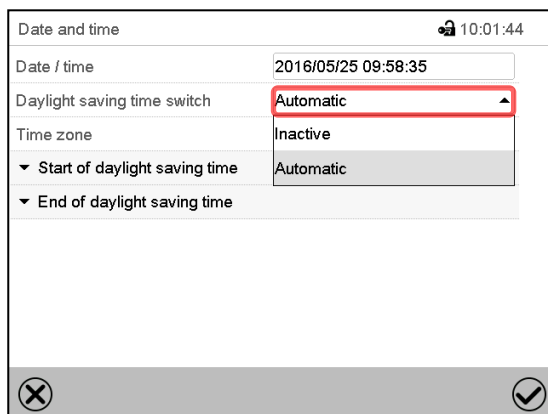 Date and time 10:01:44
Date / time 2016/05/25 09:58:35
Daylight saving time switch Automatic
Time zone Inactive
Start of daylight saving time Automatic
End of daylight saving time